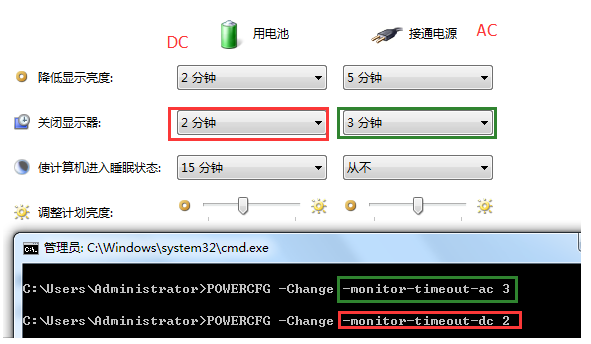 DC 用电池 接通电源 AC
降低显示亮度: 2 分钟 5 分钟
关闭显示器: 2 分钟 3 分钟
使计算机进入睡眠状态: 15 分钟 从不
调整计划亮度:
管理员: C:\Windows\system32\cmd.exe
C:\Users\Administrator>POWERCFG -Change -monitor-timeout-ac 3
C:\Users\Administrator>POWERCFG -Change -monitor-timeout-dc 2